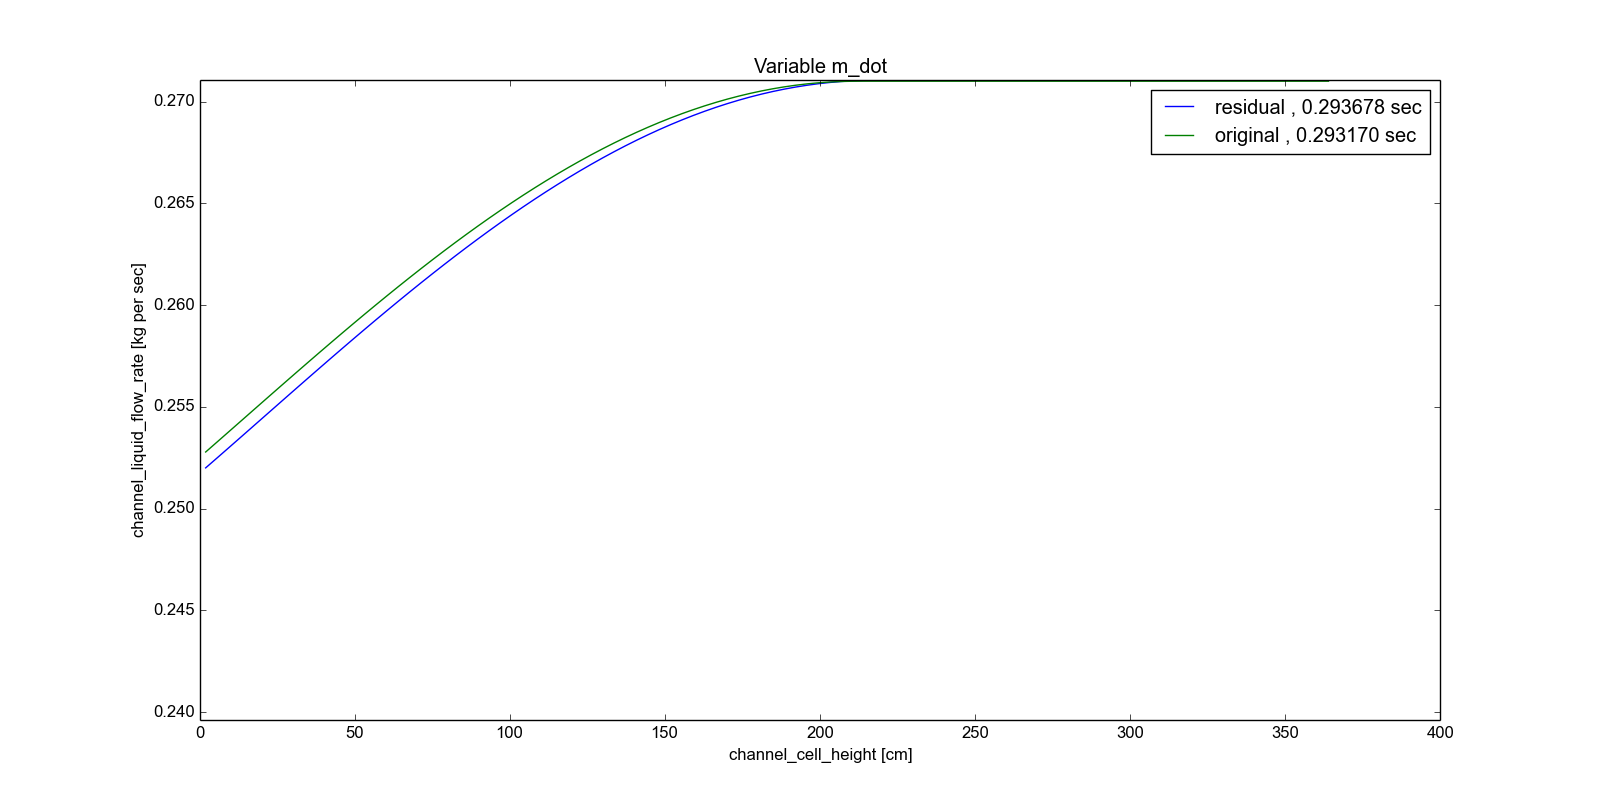 Variable m_dot
residual , 0.293678 sec
original , 0.293170 sec
channel_liquid_flow_rate [kg per sec]
0.270
0.265
0.260
0.255
0.250
0.245
0.240
0 50 100 150 200 250 300 350 400
channel_cell_height [cm]